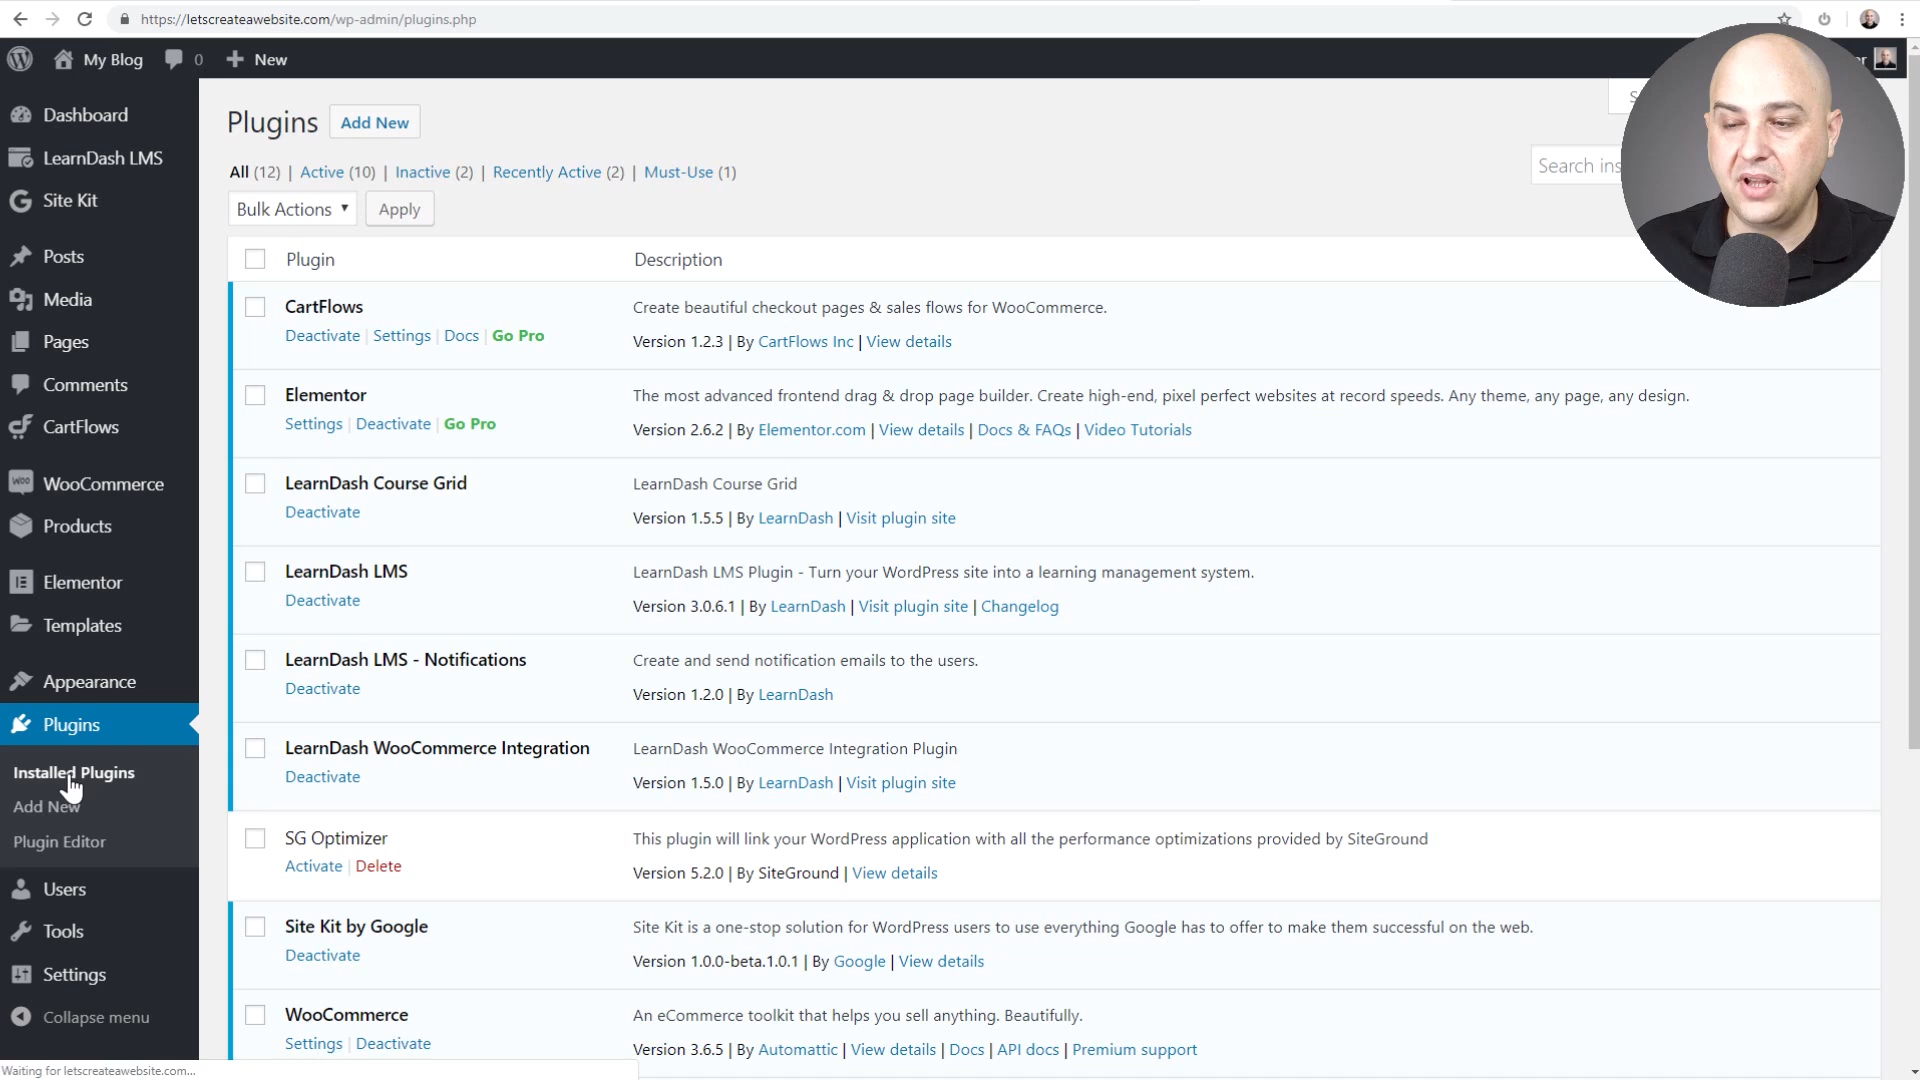 https://letscreateawebsite.com/wp-admin/plugins.php
My Blog 0 New
Dashboard
LearnDash LMS
Site Kit
Posts
Media
Pages
Comments
CartFlows
WooCommerce
Products
Elementor
Templates
Appearance
Plugins
Installed Plugins
Add New
Plugin Editor
Users
Tools
Settings
Collapse menu
Plugins Add New
All (12) | Active (10) | Inactive (2) | Recently Active (2) | Must-Use (1)
Bulk Actions Apply
Search ins
Plugin Description
CartFlows
Deactivate | Settings | Docs | Go Pro
Create beautiful checkout pages & sales flows for WooCommerce.
Version 1.2.3 | By CartFlows Inc | View details
Elementor
Settings | Deactivate | Go Pro
The most advanced frontend drag & drop page builder. Create high-end, pixel perfect websites at record speeds. Any theme, any page, any design.
Version 2.6.2 | By Elementor.com | View details | Docs & FAQs | Video Tutorials
LearnDash Course Grid
Deactivate
LearnDash Course Grid
Version 1.5.5 | By LearnDash | Visit plugin site
LearnDash LMS
Deactivate
LearnDash LMS Plugin - Turn your WordPress site into a learning management system.
Version 3.0.6.1 | By LearnDash | Visit plugin site | Changelog
LearnDash LMS - Notifications
Deactivate
Create and send notification emails to the users.
Version 1.2.0 | By LearnDash
LearnDash WooCommerce Integration
Deactivate
LearnDash WooCommerce Integration Plugin
Version 1.5.0 | By LearnDash | Visit plugin site
SG Optimizer
Activate | Delete
This plugin will link your WordPress application with all the performance optimizations provided by SiteGround
Version 5.2.0 | By SiteGround | View details
Site Kit by Google
Deactivate
Site Kit is a one-stop solution for WordPress users to use everything Google has to offer to make them successful on the web.
Version 1.0.0-beta.1.0.1 | By Google | View details
WooCommerce
Settings | Deactivate
An eCommerce toolkit that helps you sell anything. Beautifully.
Version 3.6.5 | By Automattic | View details | Docs | API docs | Premium support
Waiting for letscreateawebsite.com...